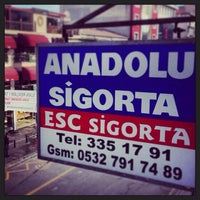 ANADOLU
SİGORTA
ESC SİGORTA
Tel: 335 17 91
Gsm: 0532 791 74 89